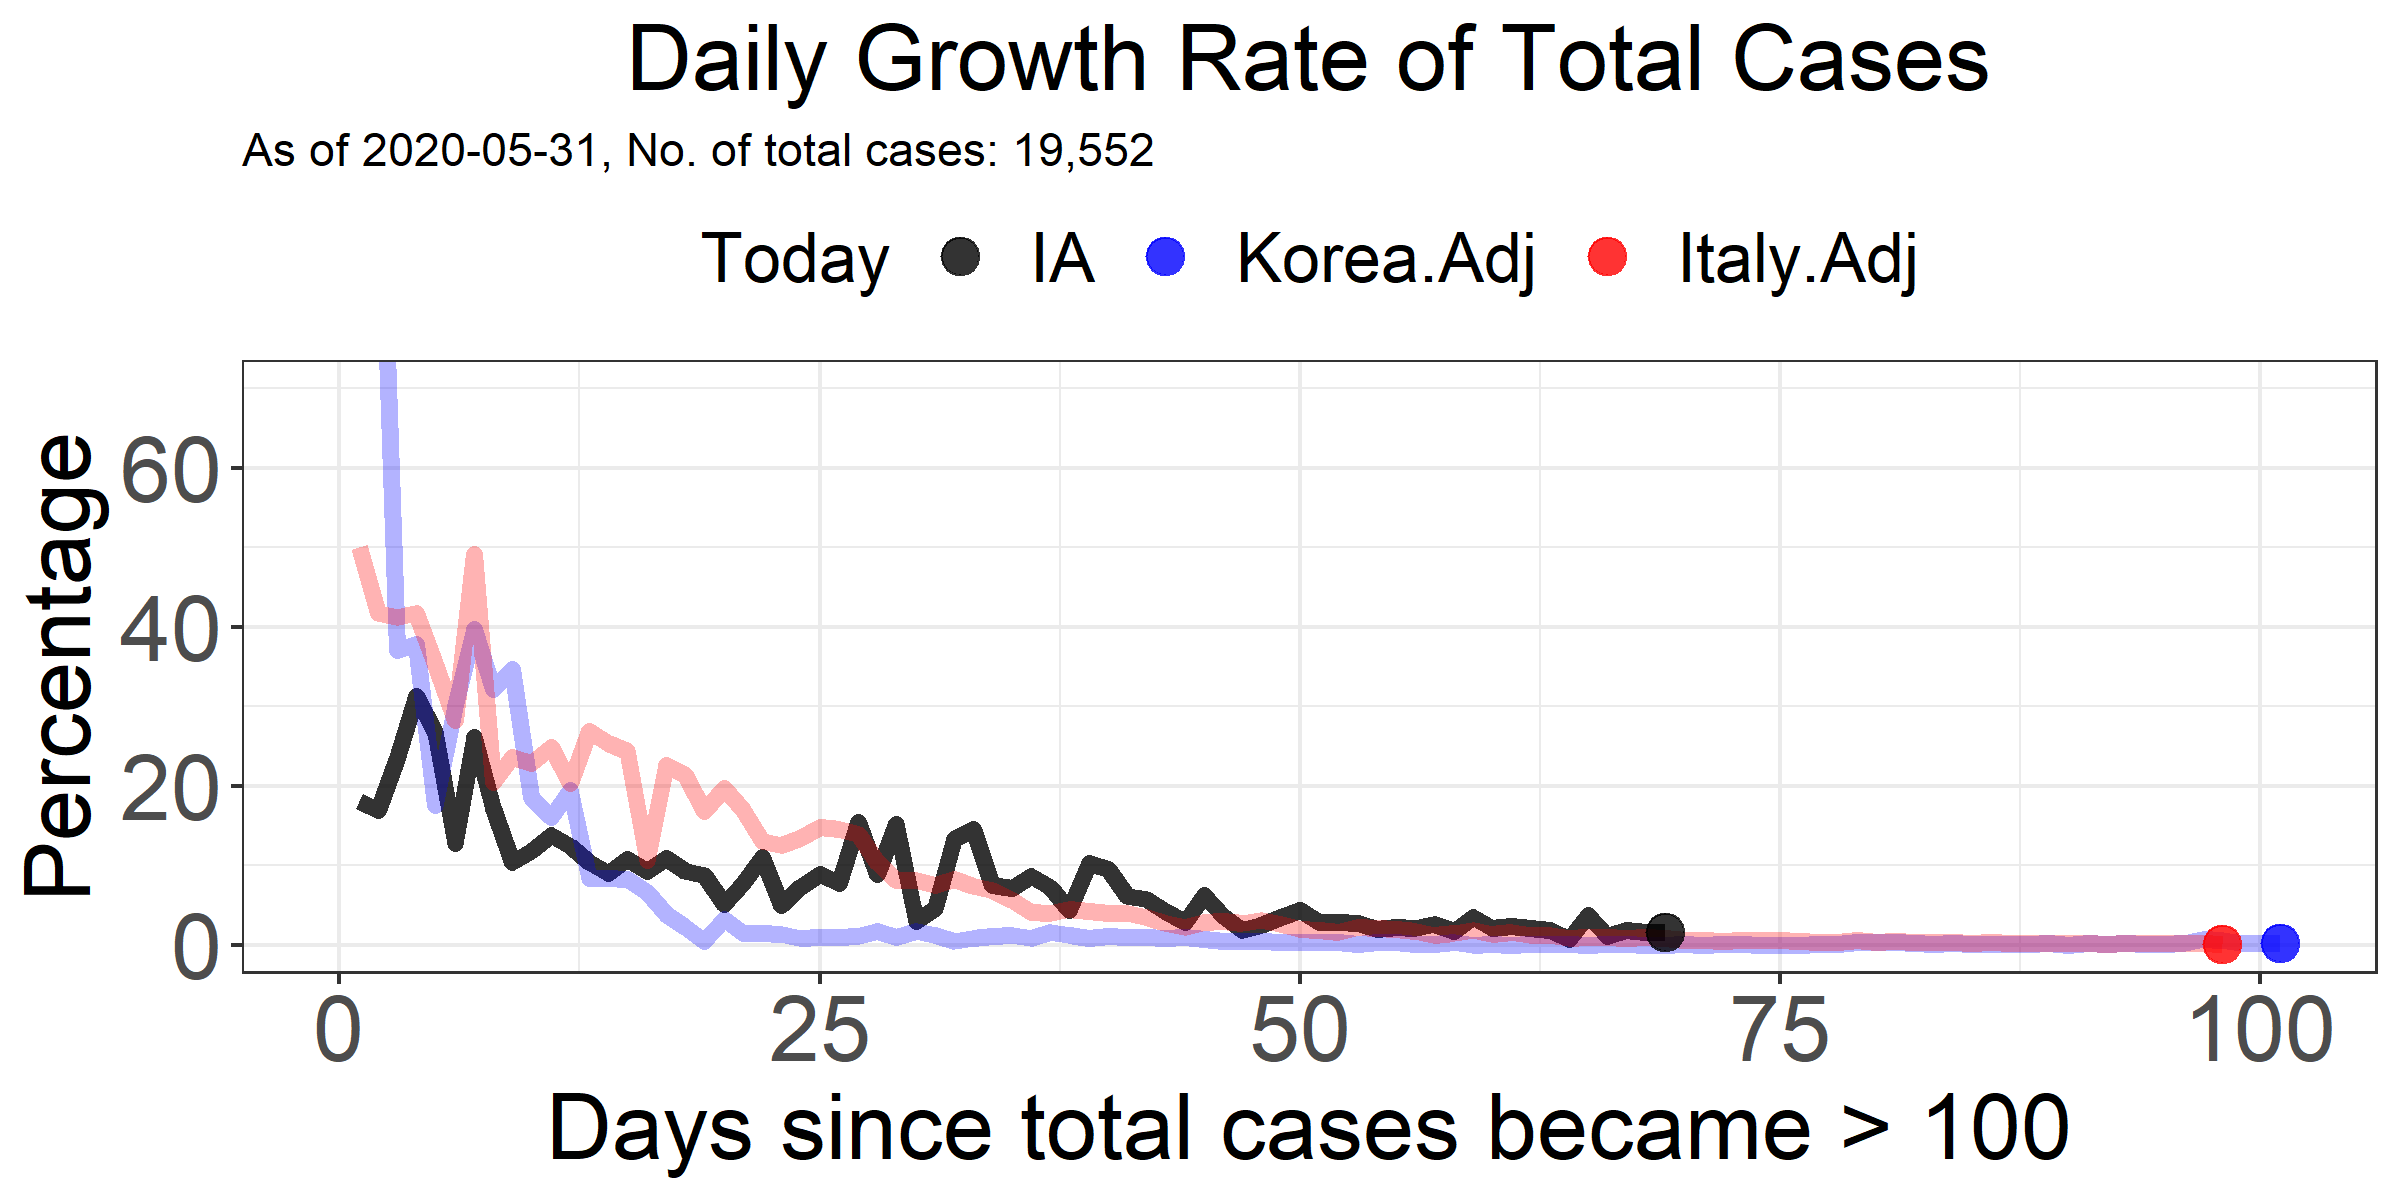 Daily Growth Rate of Total Cases
As of 2020-05-31, No. of total cases: 19,552
Today IA Korea.Adj Italy.Adj
Percentage
60
40
20
0
0 25 50 75 100
Days since total cases became > 100